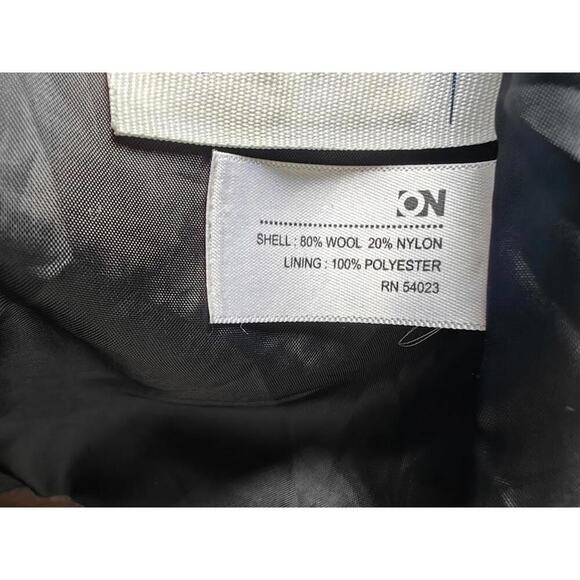 ON
SHELL : 80% WOOL 20% NYLON
LINING : 100% POLYESTER
RN 54023